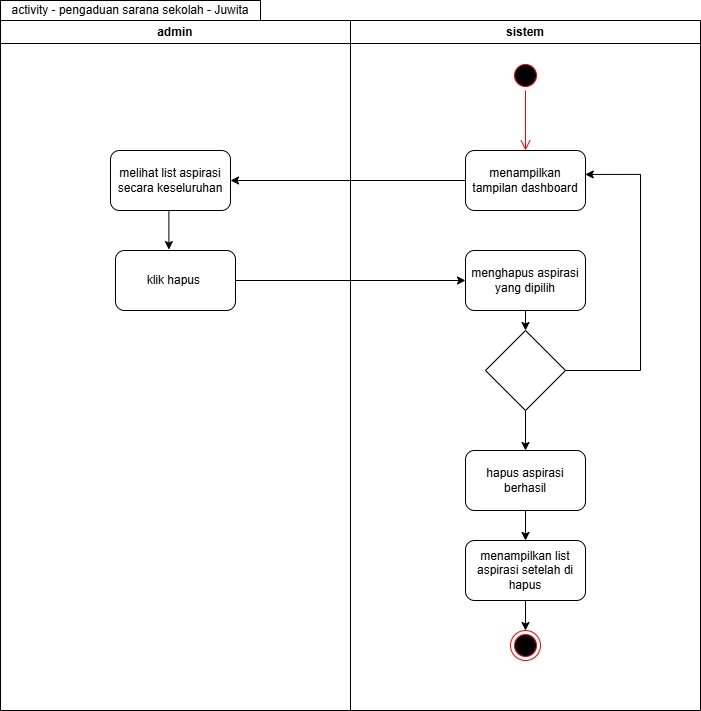 activity - pengaduan sarana sekolah - Juwita
admin
sistem
melihat list aspirasi
secara keseluruhan
menampilkan
tampilan dashboard
klik hapus
menghapus aspirasi
yang dipilih
hapus aspirasi
berhasil
menampilkan list
aspirasi setelah di
hapus